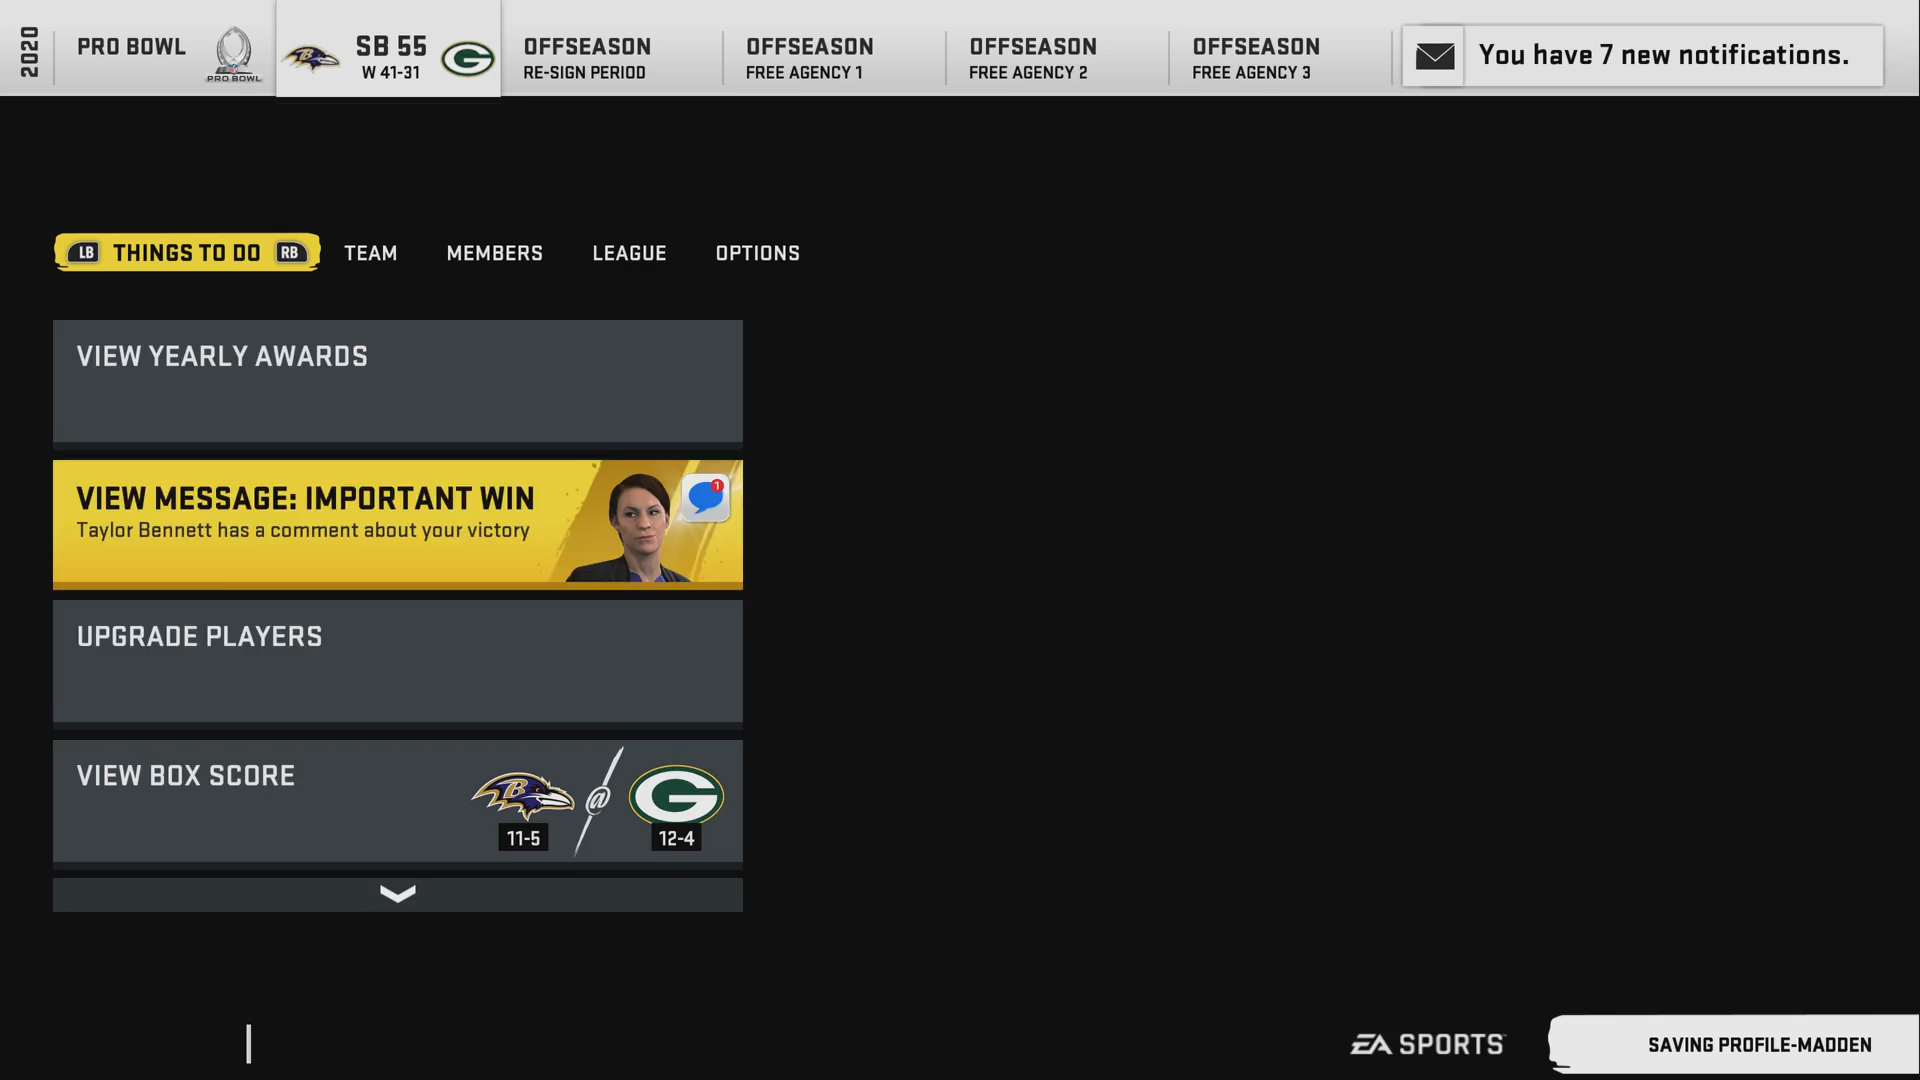 2020
PRO BOWL
PRO BOWL
SB 55
W 41-31
OFFSEASON
RE-SIGN PERIOD
OFFSEASON
FREE AGENCY 1
OFFSEASON
FREE AGENCY 2
OFFSEASON
FREE AGENCY 3
You have 7 new notifications.
LB THINGS TO DO RB TEAM MEMBERS LEAGUE OPTIONS
VIEW YEARLY AWARDS
VIEW MESSAGE: IMPORTANT WIN
Taylor Bennett has a comment about your victory
1
UPGRADE PLAYERS
VIEW BOX SCORE
B @ G
11-5 12-4
EA SPORTS
SAVING PROFILE-MADDEN